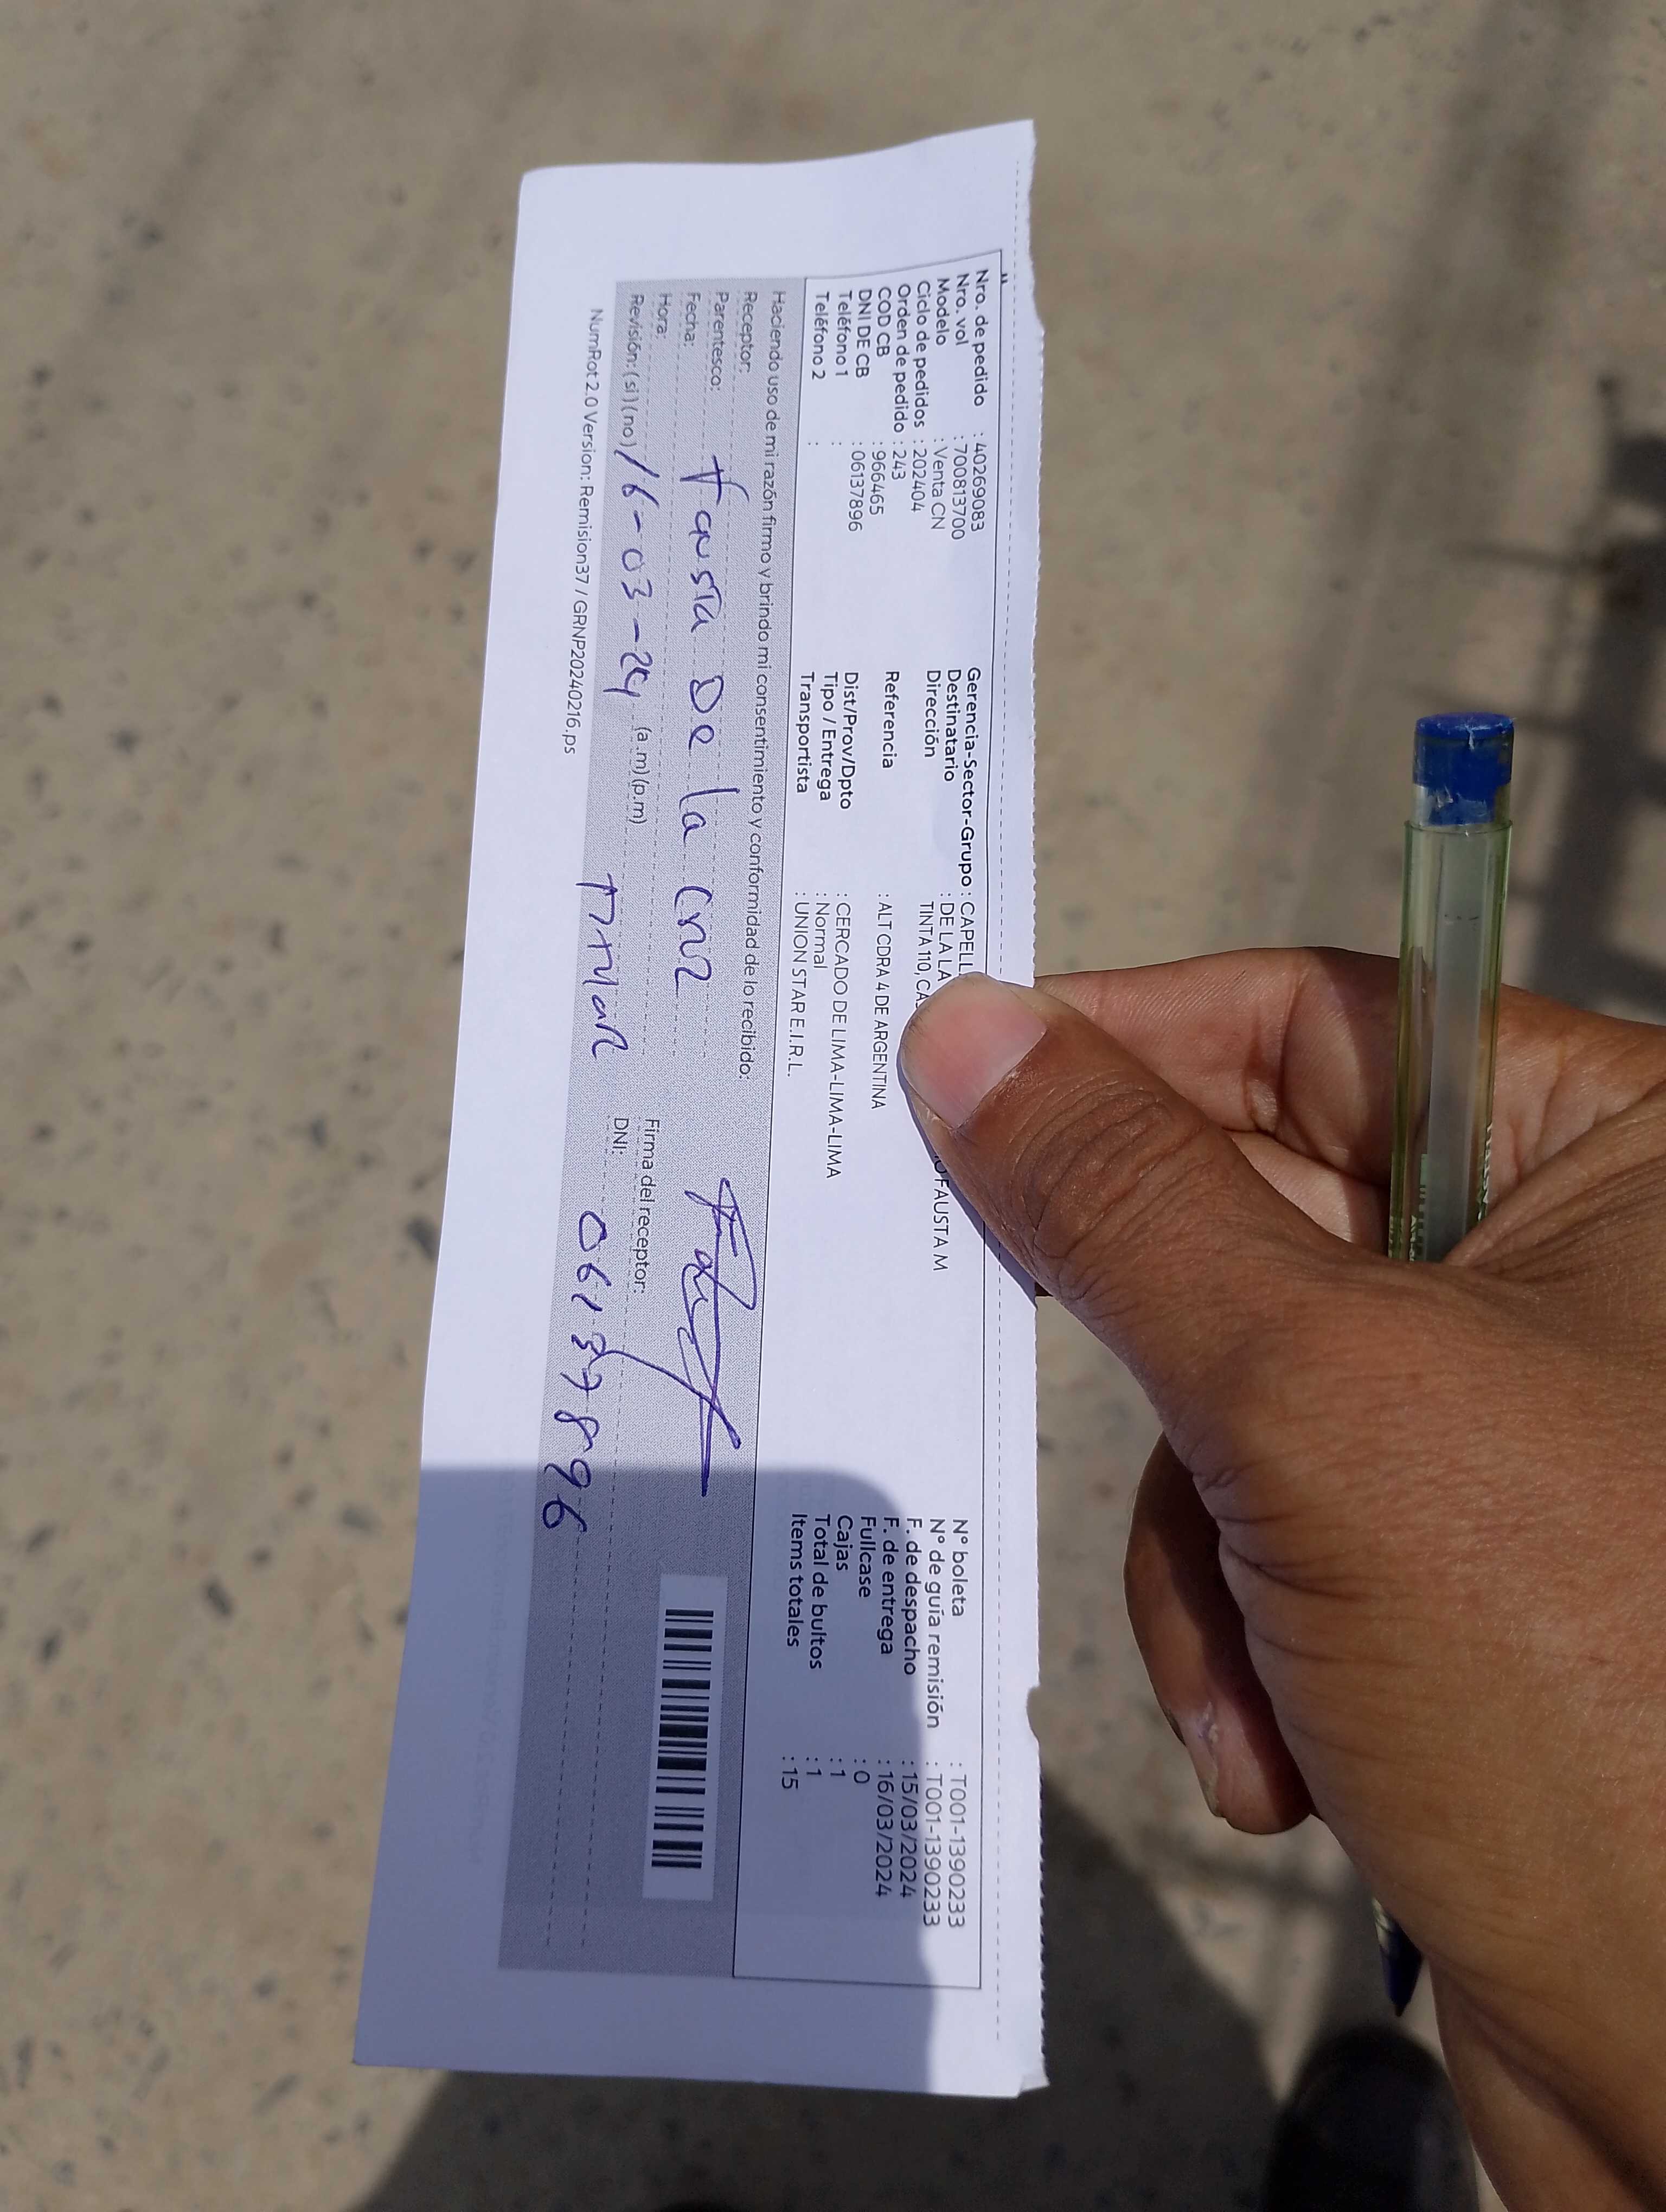 Nro. de pedido : 40269083
Nro. vol : 700813700
Modelo : Venta CN
Ciclo de pedidos : 202404
Orden de pedido : 243
COD CB : 966465
DNI DE CB : 06137896
Teléfono 1 :
Teléfono 2 :
Gerencia-Sector-Grupo : CAPELL
Destinatario : DE LA LA O FAUSTA M
Dirección TINTA 110, CA
Referencia : ALT CDRA 4 DE ARGENTINA
Dist/Prov/Dpto : CERCADO DE LIMA-LIMA-LIMA
Tipo / Entrega : Normal
Transportista : UNION STAR E.I.R.L.
N° boleta : T001-1390233
N° de guía remisión : T001-1390233
F. de despacho : 15/03/2024
F. de entrega : 16/03/2024
Fullcase : 0
Cajas : 1
Total de bultos : 1
Items totales : 15
Haciendo uso de mi razón firmo y brindo mi consentimiento y conformidad de lo recibido:
Receptor:
Parentesco: Fausta De la Cruz
Fecha:
Hora: (a.m)(p.m)
Revisión: (si)(no) 16-03-24
Firma del receptor:
DNI: 06137896
NumRot 2.0 Version: Remision37 / GRNP20240216.ps